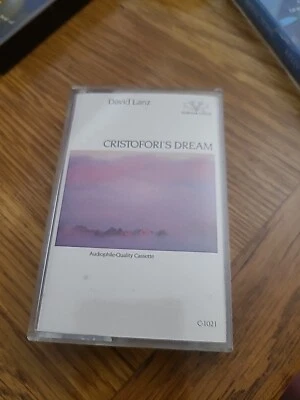 David Lanz
CRISTOFORI'S DREAM
Audiophile-Quality Cassette
C-1021